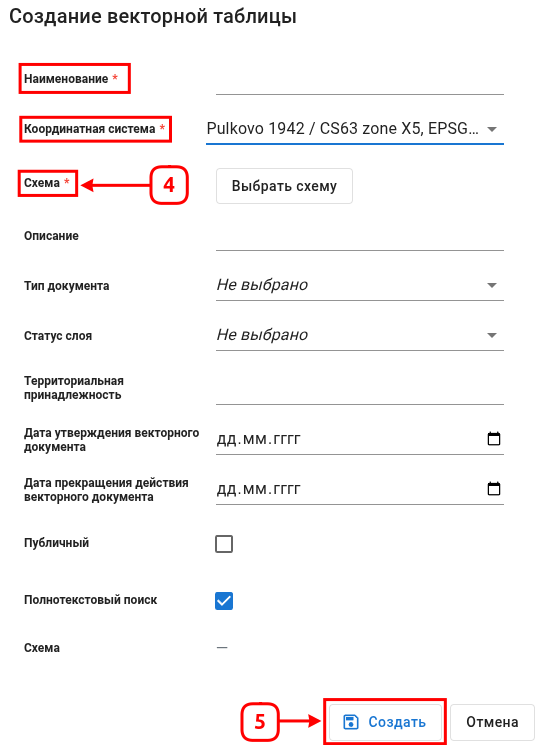 Создание векторной таблицы
Наименование *
Координатная система * Pulkovo 1942 / CS63 zone X5, EPSG...
Схема * 4 Выбрать схему
Описание
Тип документа Не выбрано
Статус слоя Не выбрано
Территориальная
принадлежность
Дата утверждения векторного
документа дд.мм.гггг
Дата прекращения действия
векторного документа дд.мм.гггг
Публичный
Полнотекстовый поиск
Схема —
5 Создать Отмена